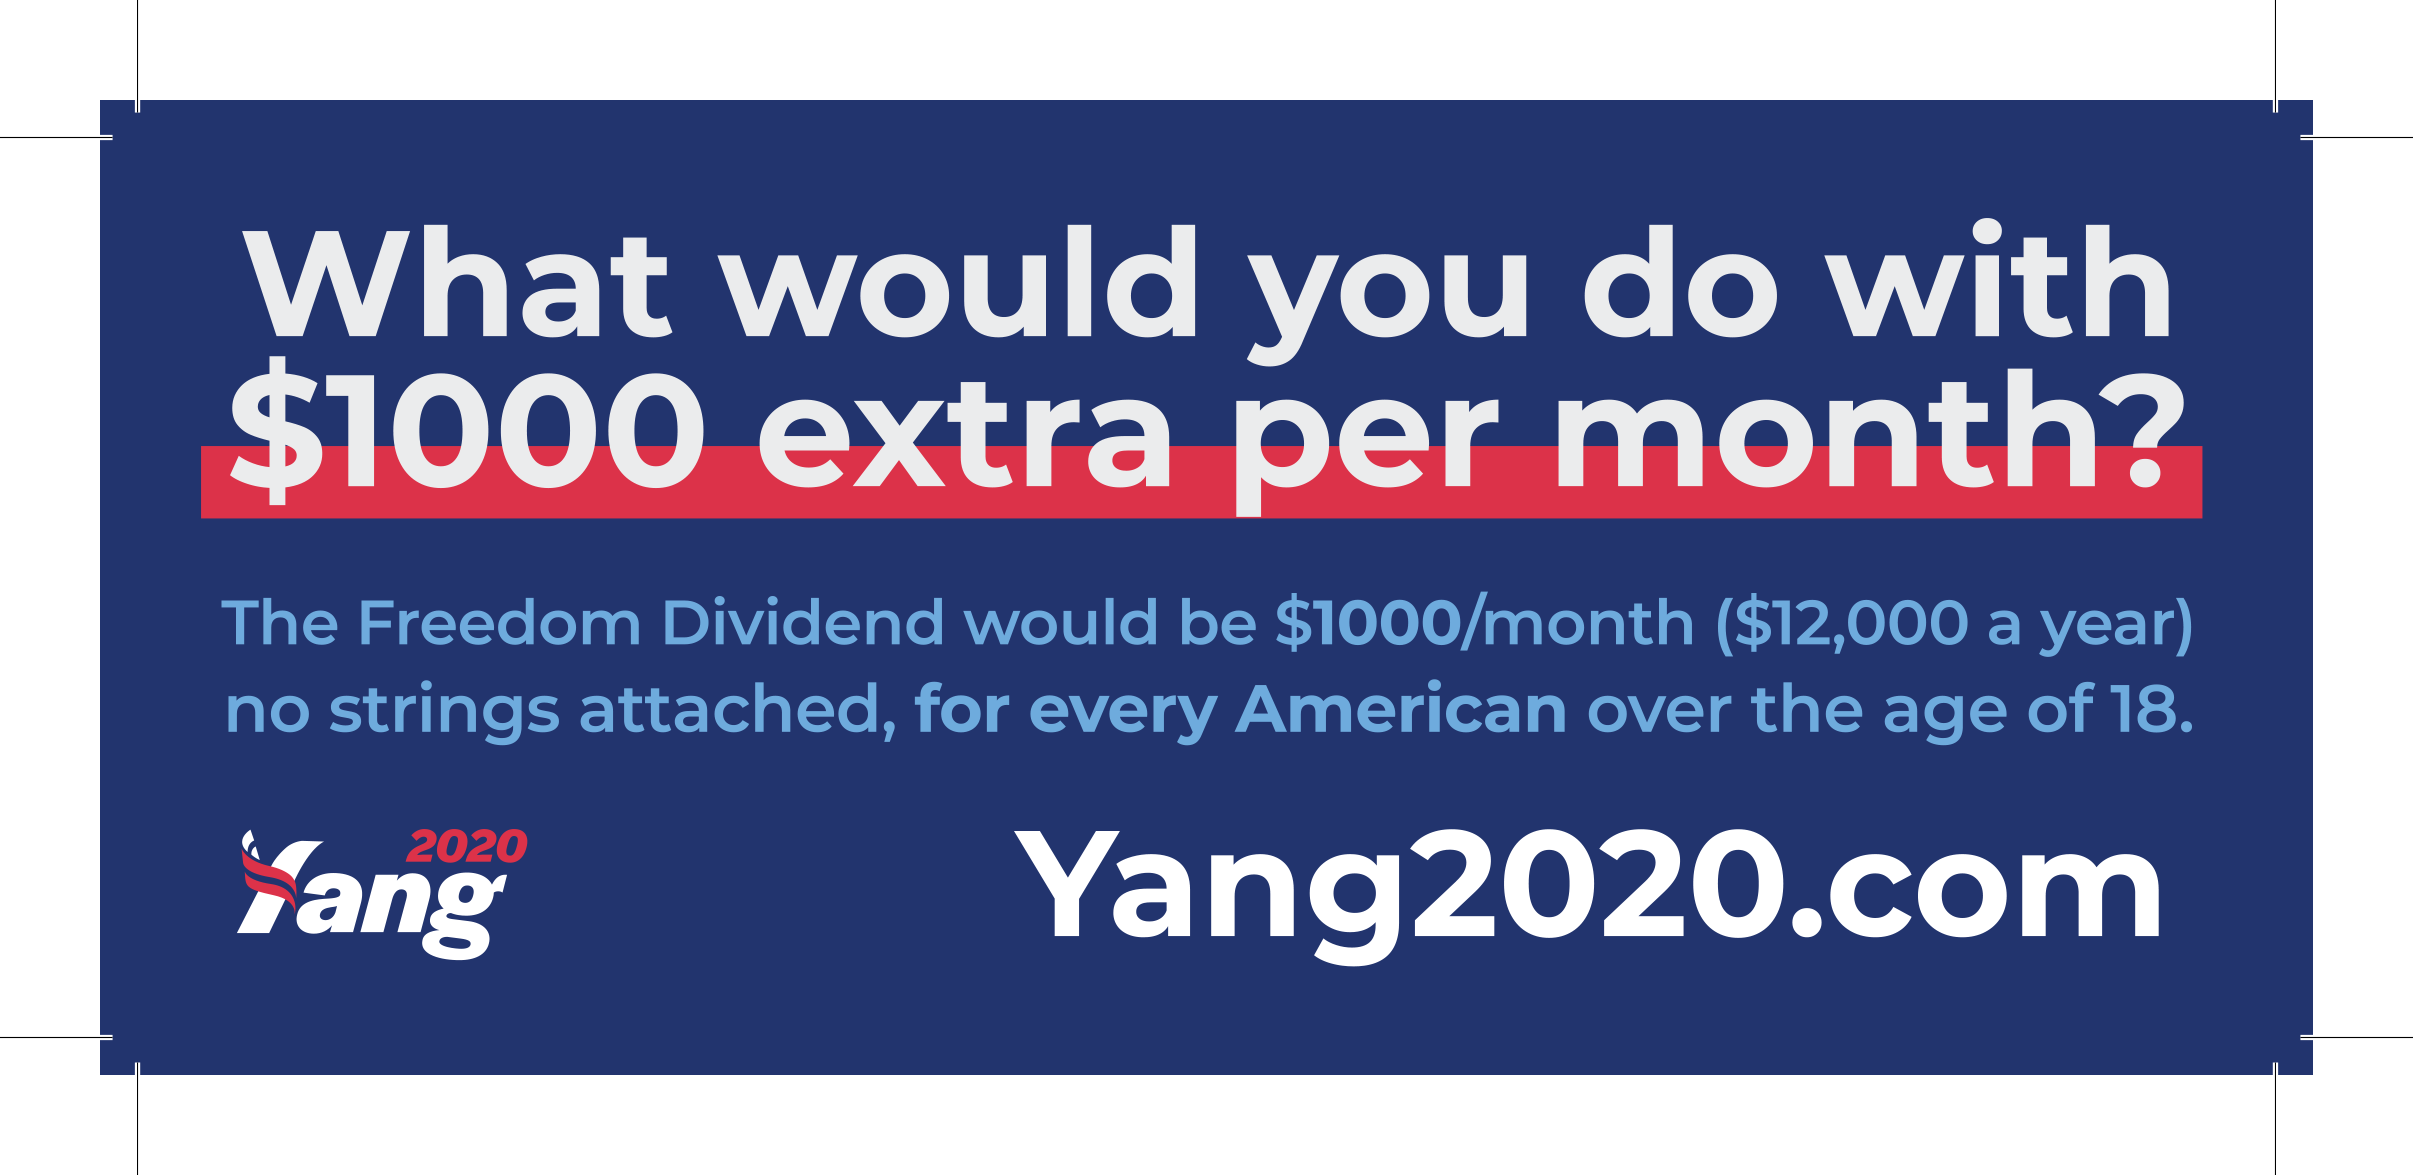 What would you do with
$1000 extra per month?
The Freedom Dividend would be $1000/month ($12,000 a year)
no strings attached, for every American over the age of 18.
Yang 2020
Yang2020.com